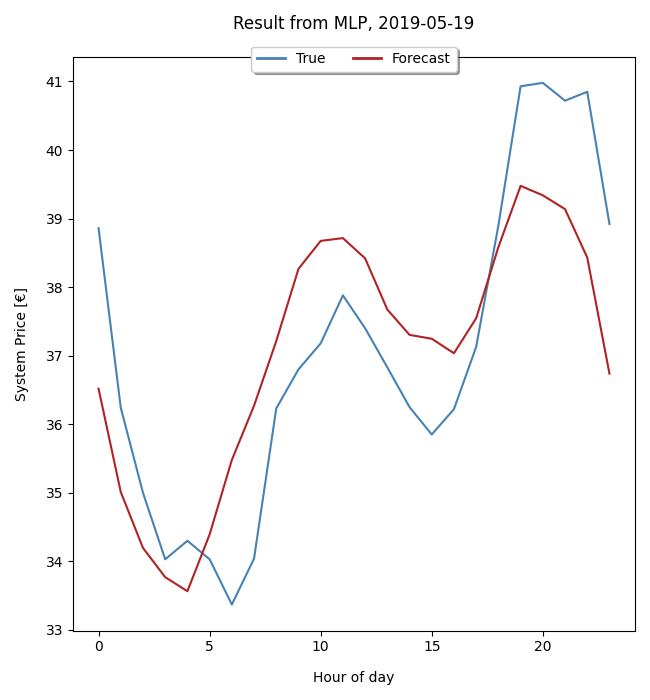 Result from MLP, 2019-05-19
True
Forecast
System Price [€]
41
40
39
38
37
36
35
34
33
0
5
10
15
20
Hour of day